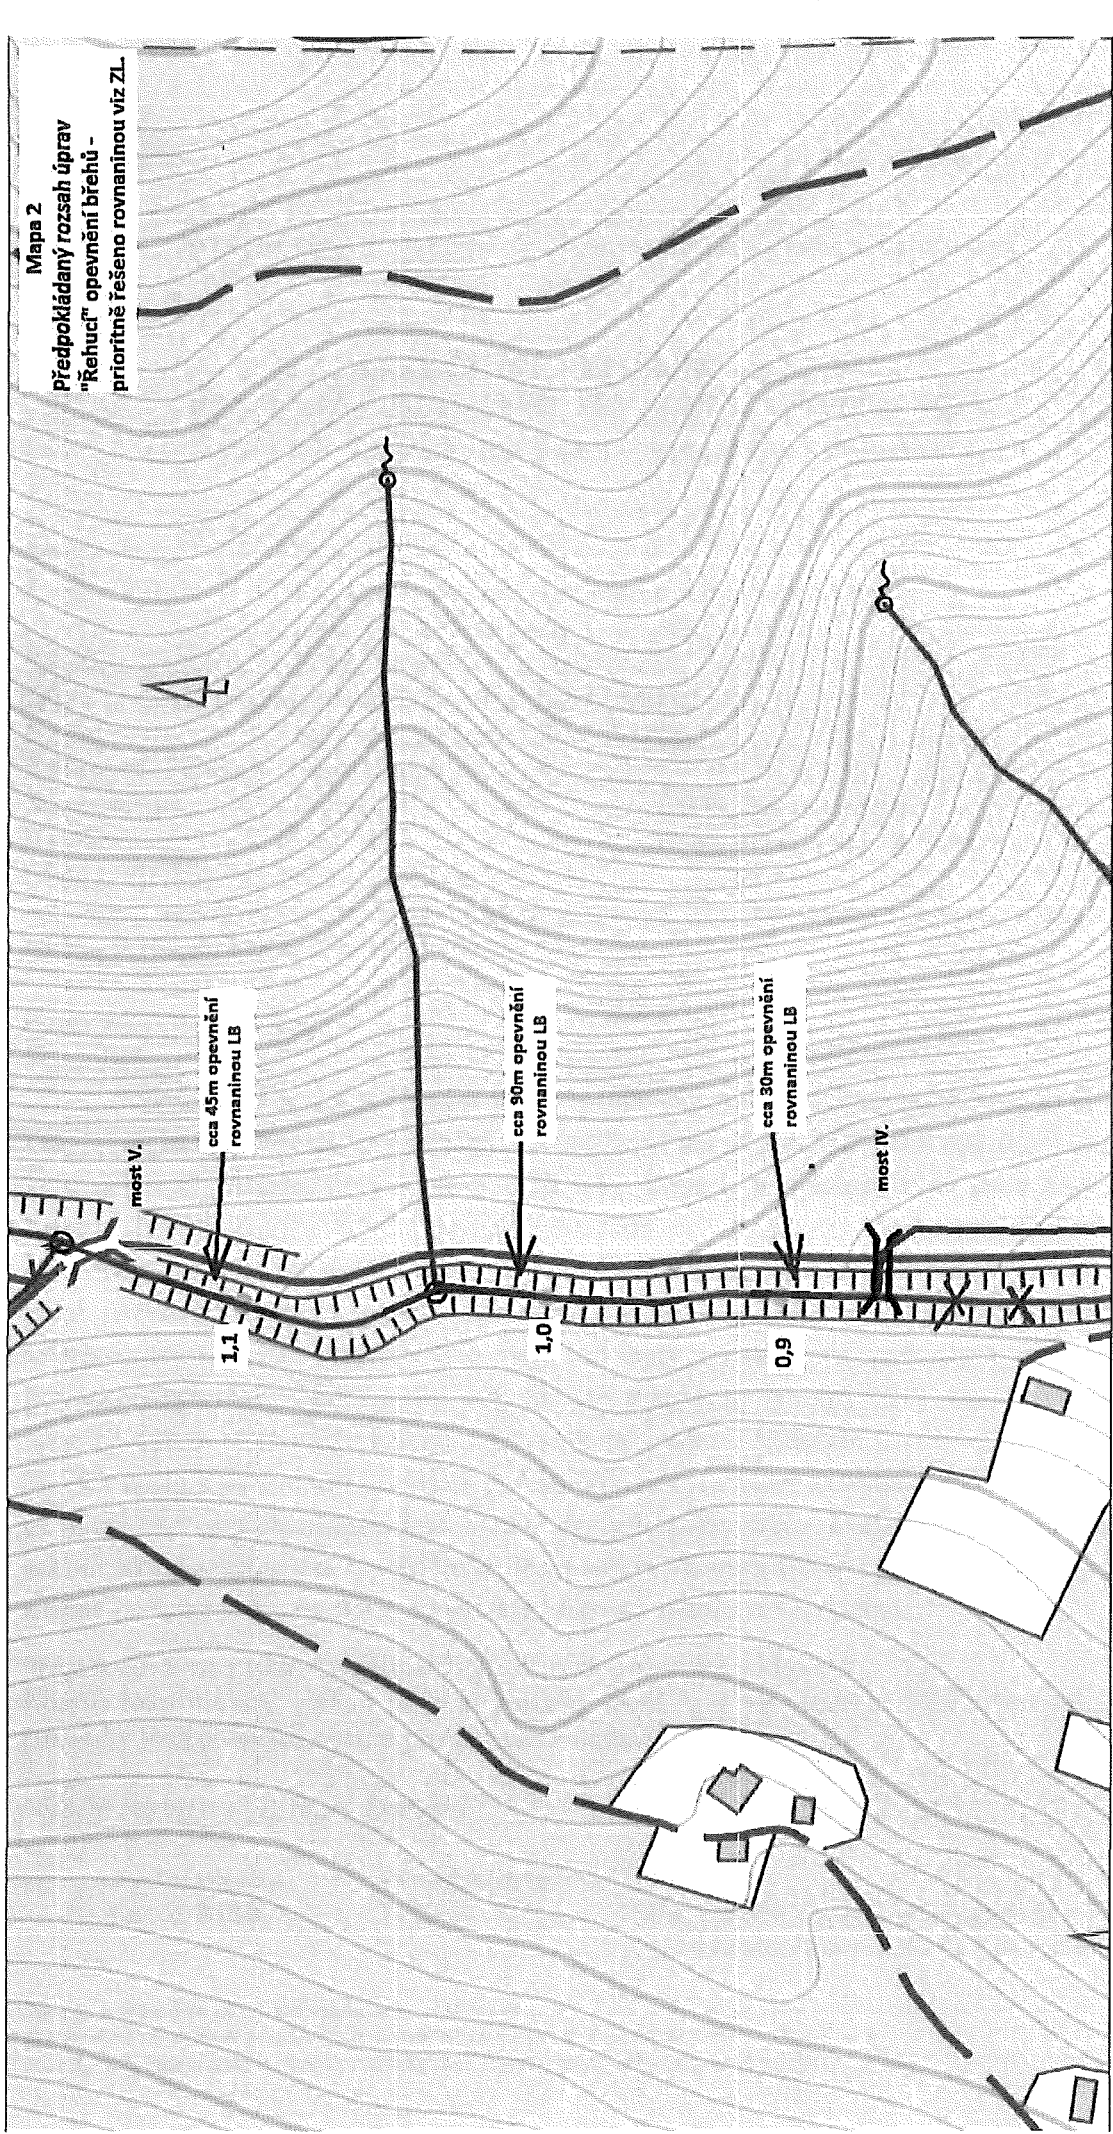 Mapa 2
Předpokládaný rozsah úprav
"Řehucí" opevnění břehů -
prioritně řešeno rovnaninou viz ZL.
most V.
cca 45m opevnění
rovnaninou LB
1,1
cca 90m opevnění
rovnaninou LB
1,0
cca 30m opevnění
rovnaninou LB
0,9
most IV.